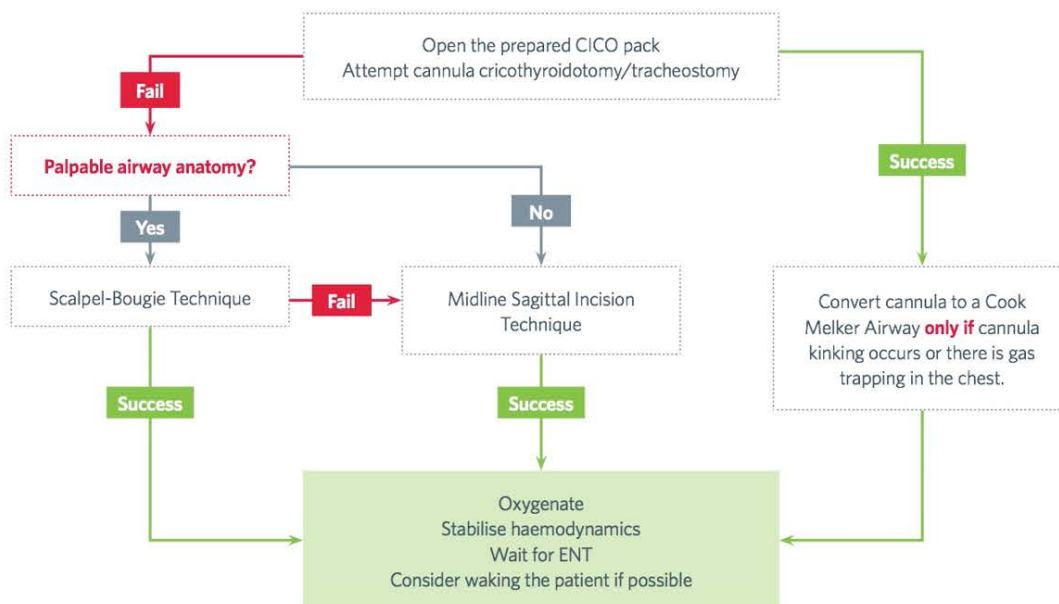 Open the prepared CICO pack
Attempt cannula cricothyroidotomy/tracheostomy
Fail
Palpable airway anatomy?
Success
Yes
No
Scalpel-Bougie Technique
Fail
Midline Sagittal Incision
Technique
Convert cannula to a Cook
Melker Airway only if cannula
kinking occurs or there is gas
trapping in the chest.
Success
Success
Oxygenate
Stabilise haemodynamics
Wait for ENT
Consider waking the patient if possible